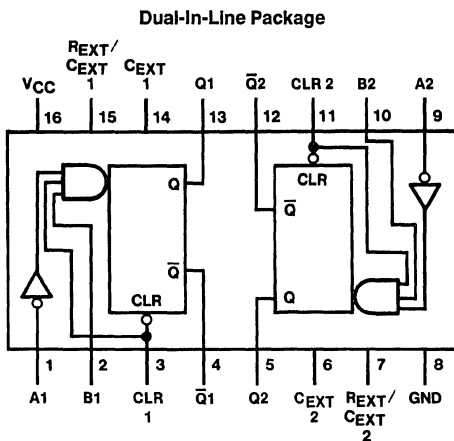 Dual-In-Line Package
REXT/
CEXT CEXT
VCC 1 1 Q1 Q̅2 CLR 2 B2 A2
16 15 14 13 12 11 10 9
CLR
Q
Q̅
Q̅
Q
CLR
1 2 3 4 5 6 7 8
A1 B1 CLR Q̅1 Q2 CEXT REXT/ GND
1 2 CEXT
2